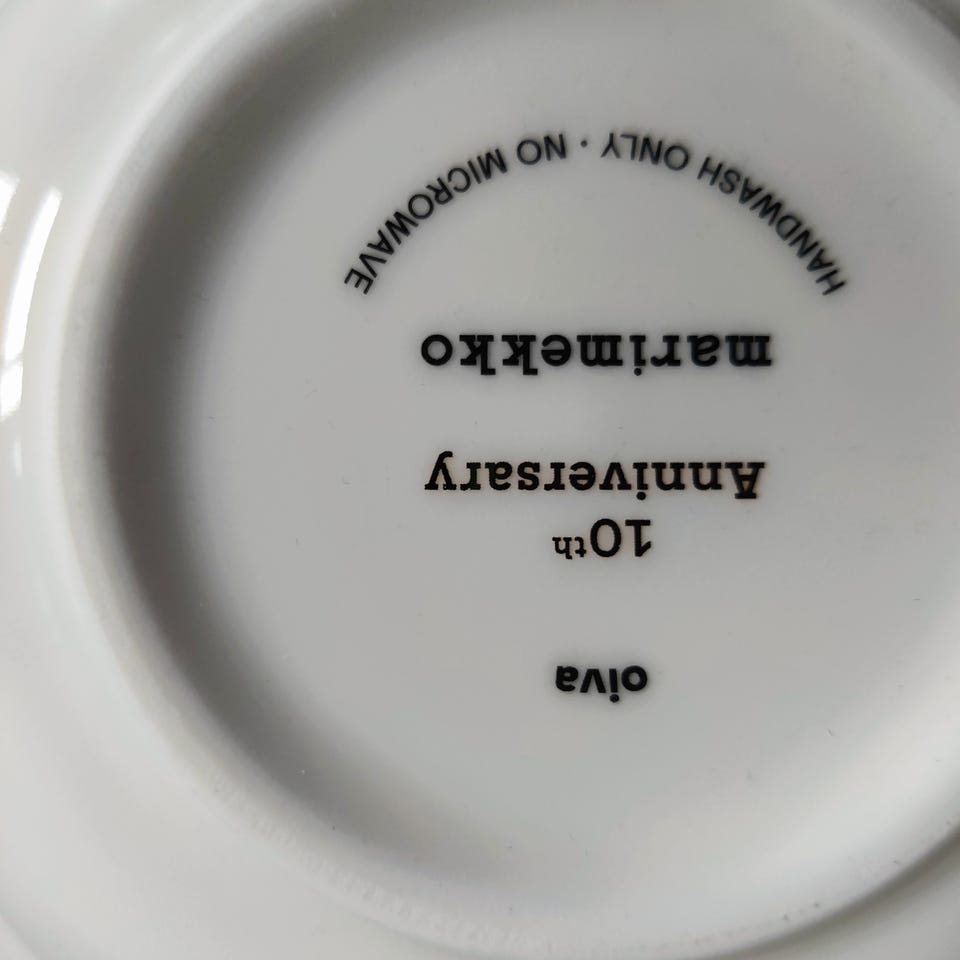 oiva
10th
Anniversary
marimekko
HANDWASH ONLY · NO MICROWAVE